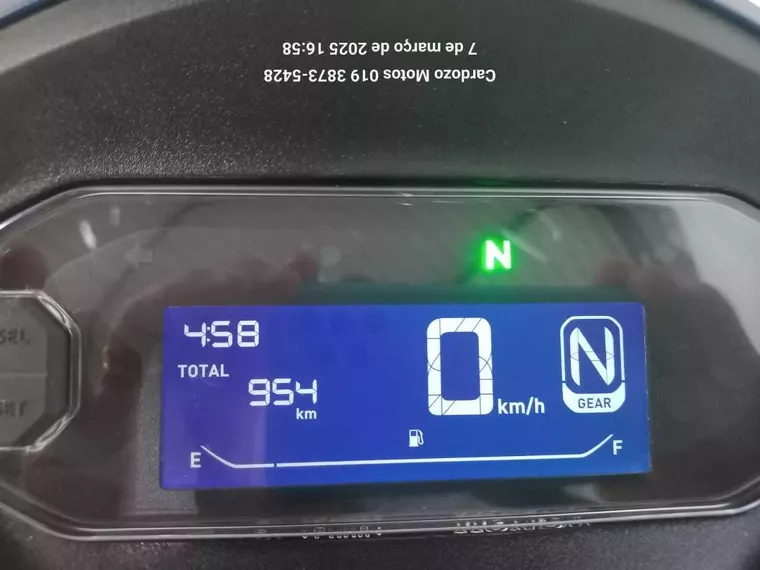 7 de março de 2025 16:58
Cardozo Motos 019 3873-5428
N
4:58
TOTAL
954
km
0 km/h
N
GEAR
E F
SEL